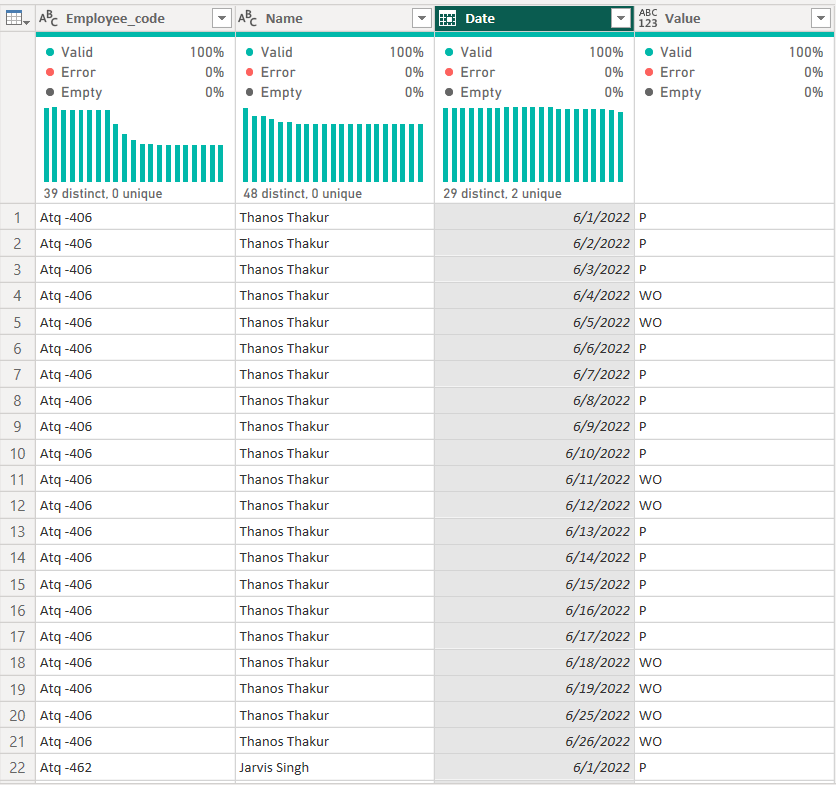 ABC Employee_code ABC Name Date ABC 123 Value
Valid 100% Valid 100% Valid 100% Valid 100%
Error 0% Error 0% Error 0% Error 0%
Empty 0% Empty 0% Empty 0% Empty 0%
39 distinct, 0 unique 48 distinct, 0 unique 29 distinct, 2 unique
1 Atq -406 Thanos Thakur 6/1/2022 P
2 Atq -406 Thanos Thakur 6/2/2022 P
3 Atq -406 Thanos Thakur 6/3/2022 P
4 Atq -406 Thanos Thakur 6/4/2022 WO
5 Atq -406 Thanos Thakur 6/5/2022 WO
6 Atq -406 Thanos Thakur 6/6/2022 P
7 Atq -406 Thanos Thakur 6/7/2022 P
8 Atq -406 Thanos Thakur 6/8/2022 P
9 Atq -406 Thanos Thakur 6/9/2022 P
10 Atq -406 Thanos Thakur 6/10/2022 P
11 Atq -406 Thanos Thakur 6/11/2022 WO
12 Atq -406 Thanos Thakur 6/12/2022 WO
13 Atq -406 Thanos Thakur 6/13/2022 P
14 Atq -406 Thanos Thakur 6/14/2022 P
15 Atq -406 Thanos Thakur 6/15/2022 P
16 Atq -406 Thanos Thakur 6/16/2022 P
17 Atq -406 Thanos Thakur 6/17/2022 P
18 Atq -406 Thanos Thakur 6/18/2022 WO
19 Atq -406 Thanos Thakur 6/19/2022 WO
20 Atq -406 Thanos Thakur 6/25/2022 WO
21 Atq -406 Thanos Thakur 6/26/2022 WO
22 Atq -462 Jarvis Singh 6/1/2022 P